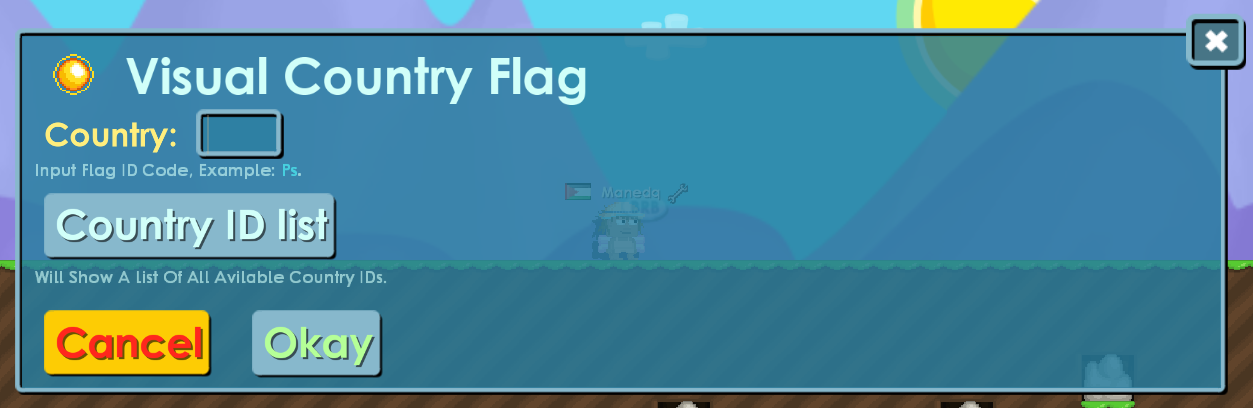 Visual Country Flag
Country:
Input Flag ID Code, Example: Ps.
Maneda
Country ID list
Will Show A list Of All Avilable Country IDs.
Cancel
Okay